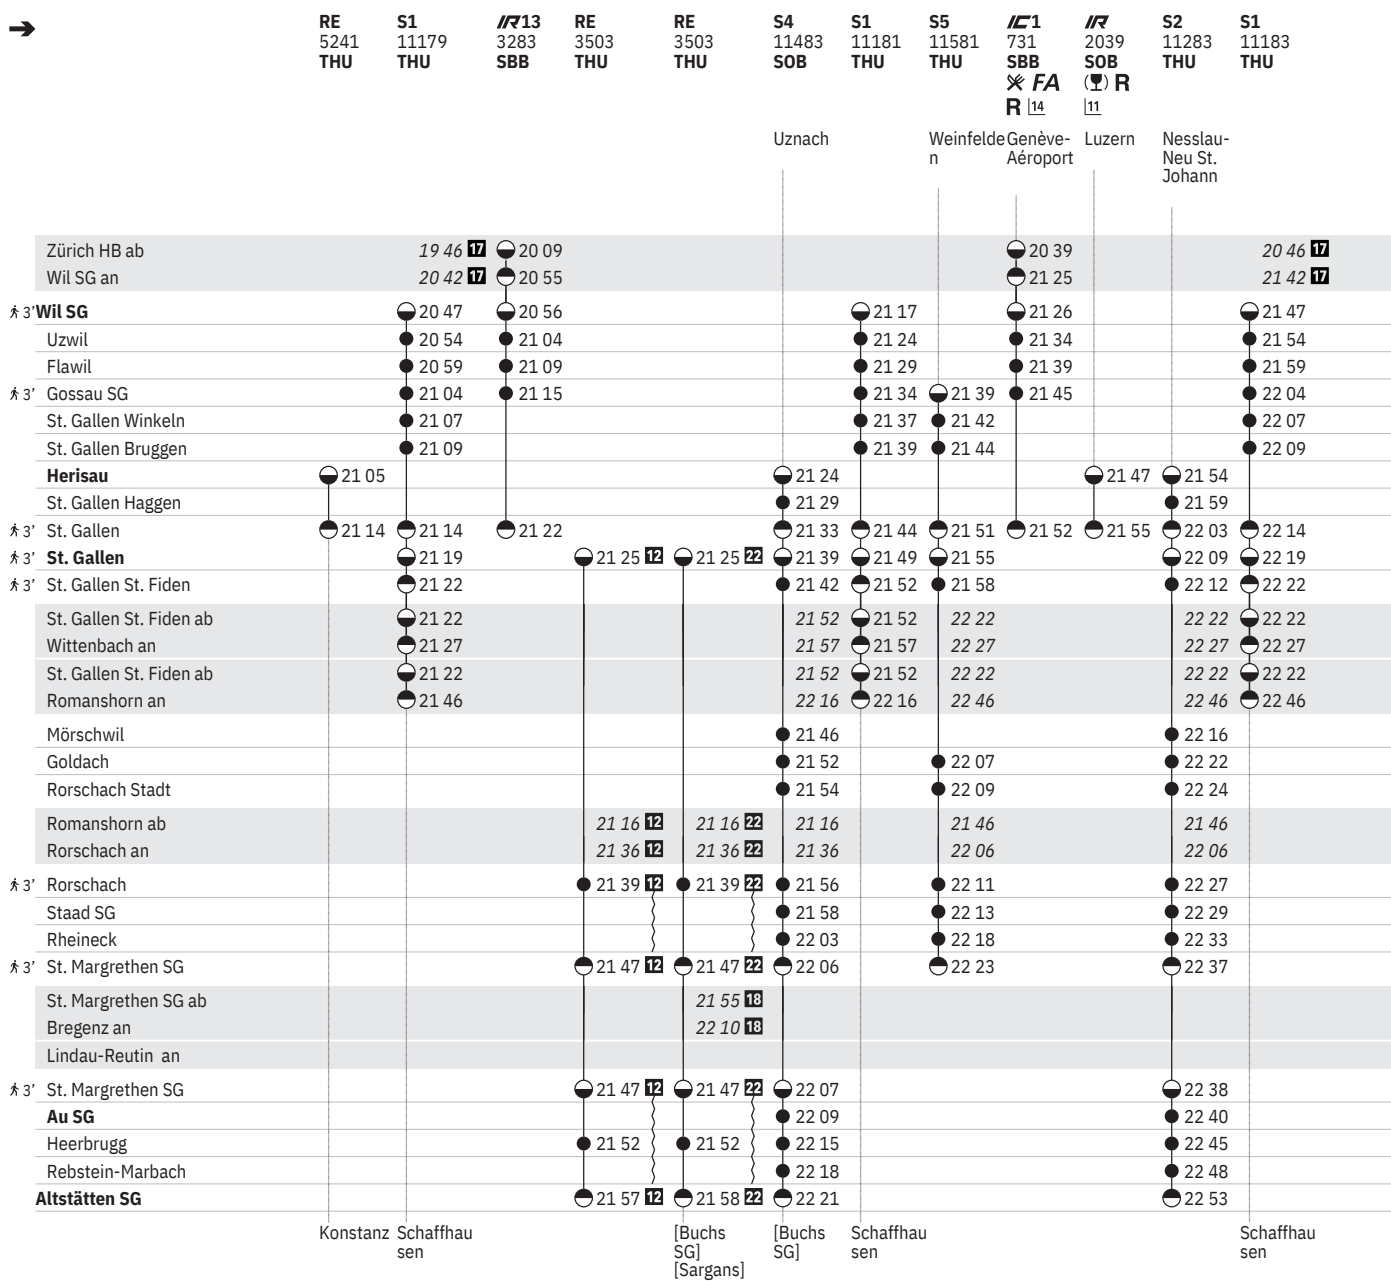 ➔ RE S1 IR13 RE RE S4 S1 S5 IC1 IR S2 S1
5241 11179 3283 3503 3503 11483 11181 11581 731 2039 11283 11183
THU THU SBB THU THU SOB THU THU SBB SOB THU THU
FA R
R 14 11
Uznach Weinfelde Genève- Luzern Nesslau-
n Aéroport Neu St.
Johann
Zürich HB ab 19 46 17 20 09 20 39 20 46 17
Wil SG an 20 42 17 20 55 21 25 21 42 17
3' Wil SG 20 47 20 56 21 17 21 26 21 47
Uzwil 20 54 21 04 21 24 21 34 21 54
Flawil 20 59 21 09 21 29 21 39 21 59
3' Gossau SG 21 04 21 15 21 34 21 39 21 45 22 04
St. Gallen Winkeln 21 07 21 37 21 42 22 07
St. Gallen Bruggen 21 09 21 39 21 44 22 09
Herisau 21 05 21 24 21 47 21 54
St. Gallen Haggen 21 29 21 59
3' St. Gallen 21 14 21 14 21 22 21 33 21 44 21 51 21 52 21 55 22 03 22 14
3' St. Gallen 21 19 21 25 12 21 25 22 21 39 21 49 21 55 22 09 22 19
3' St. Gallen St. Fiden 21 22 21 42 21 52 21 58 22 12 22 22
St. Gallen St. Fiden ab 21 22 21 52 21 52 22 22 22 22 22 22
Wittenbach an 21 27 21 57 21 57 22 27 22 27 22 27
St. Gallen St. Fiden ab 21 22 21 52 21 52 22 22 22 22 22 22
Romanshorn an 21 46 22 16 22 16 22 46 22 46 22 46
Mörschwil 21 46 22 16
Goldach 21 52 22 07 22 22
Rorschach Stadt 21 54 22 09 22 24
Romanshorn ab 21 16 12 21 16 22 21 16 21 46 21 46
Rorschach an 21 36 12 21 36 22 21 36 22 06 22 06
3' Rorschach 21 39 12 21 39 22 21 56 22 11 22 27
Staad SG 21 58 22 13 22 29
Rheineck 22 03 22 18 22 33
3' St. Margrethen SG 21 47 12 21 47 22 22 06 22 23 22 37
St. Margrethen SG ab 21 55 18
Bregenz an 22 10 18
Lindau-Reutin an
3' St. Margrethen SG 21 47 12 21 47 22 22 07 22 38
Au SG 22 09 22 40
Heerbrugg 21 52 21 52 22 15 22 45
Rebstein-Marbach 22 18 22 48
Altstätten SG 21 57 12 21 58 22 22 21 22 53
Konstanz Schaffhau [Buchs [Buchs Schaffhau Schaffhau
sen SG] SG] sen sen
[Sargans]